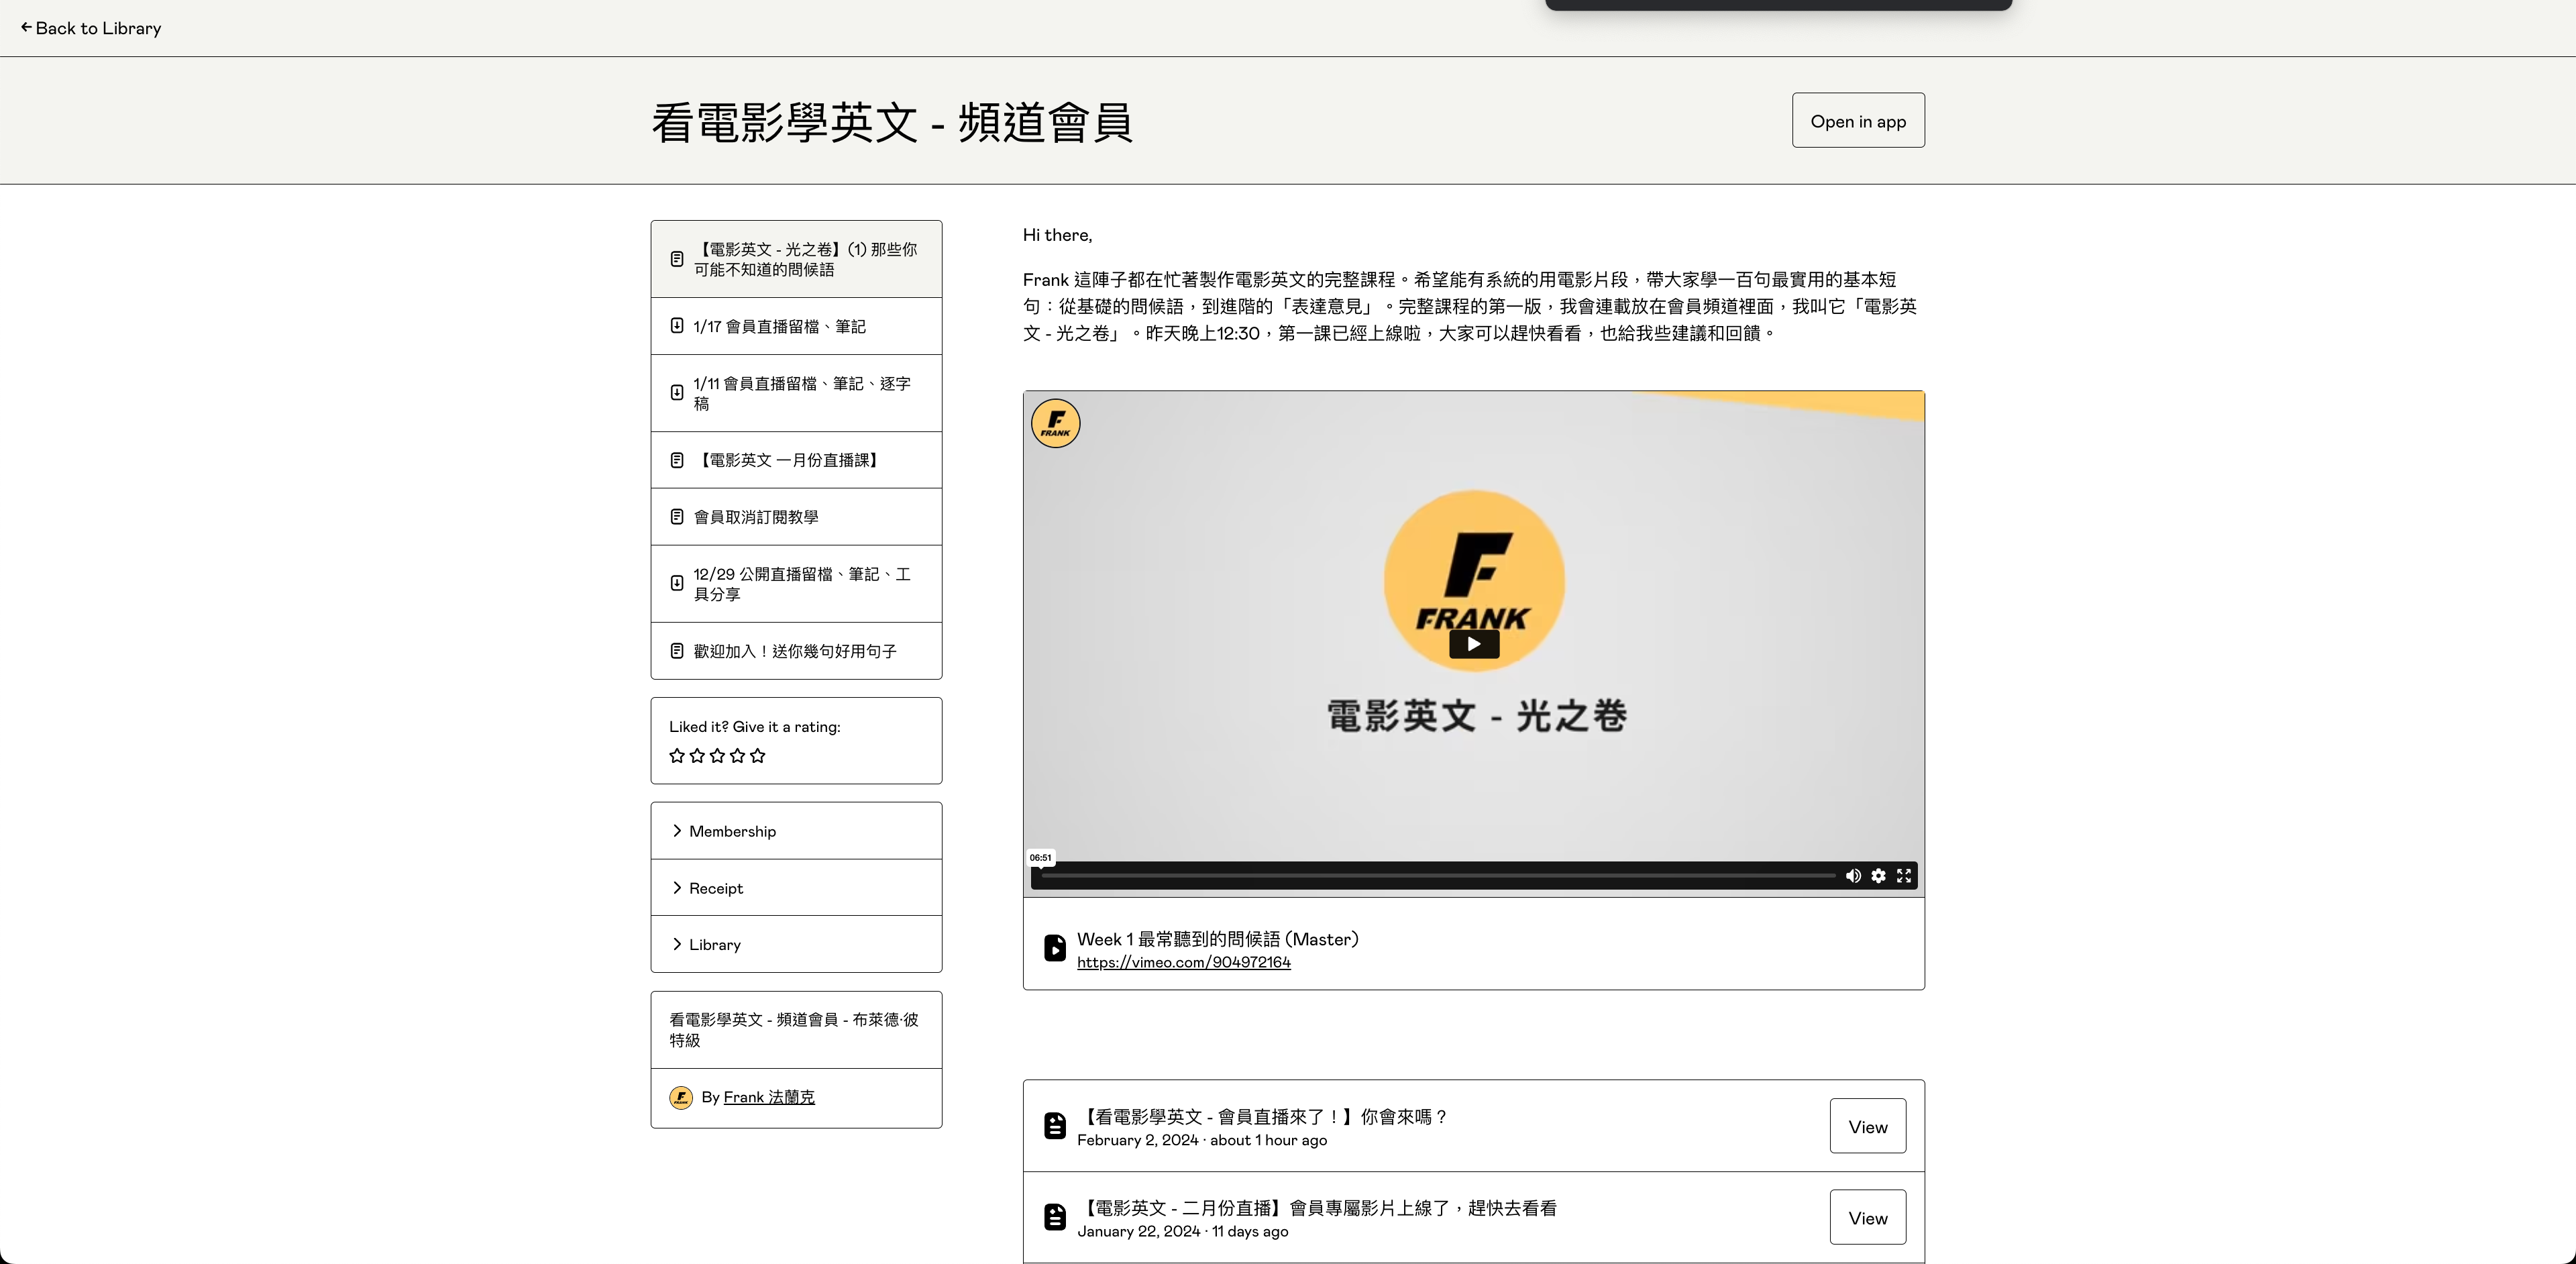 Back to Library
看電影學英文 - 頻道會員
Open in app
【電影英文 - 光之卷】(1) 那些你
可能不知道的問候語
1/17 會員直播留檔、筆記
1/11 會員直播留檔、筆記、逐字
稿
【電影英文 一月份直播課】
會員取消訂閱教學
12/29 公開直播留檔、筆記、工
具分享
歡迎加入！送你幾句好用句子
Liked it? Give it a rating:
Membership
Receipt
Library
看電影學英文 - 頻道會員 - 布萊德·彼
特級
By Frank 法蘭克
Hi there,
Frank 這陣子都在忙著製作電影英文的完整課程。希望能有系統的用電影片段，帶大家學一百句最實用的基本短
句：從基礎的問候語，到進階的「表達意見」。完整課程的第一版，我會連載放在會員頻道裡面，我叫它「電影英
文 - 光之卷」。昨天晚上12:30，第一課已經上線啦，大家可以趕快看看，也給我些建議和回饋。
F
FRANK
F
FRANK
電影英文 - 光之卷
06:51
Week 1 最常聽到的問候語 (Master)
https://vimeo.com/904972164
【看電影學英文 - 會員直播來了！】你會來嗎？
February 2, 2024 · about 1 hour ago
View
【電影英文 - 二月份直播】會員專屬影片上線了，趕快去看看
January 22, 2024 · 11 days ago
View